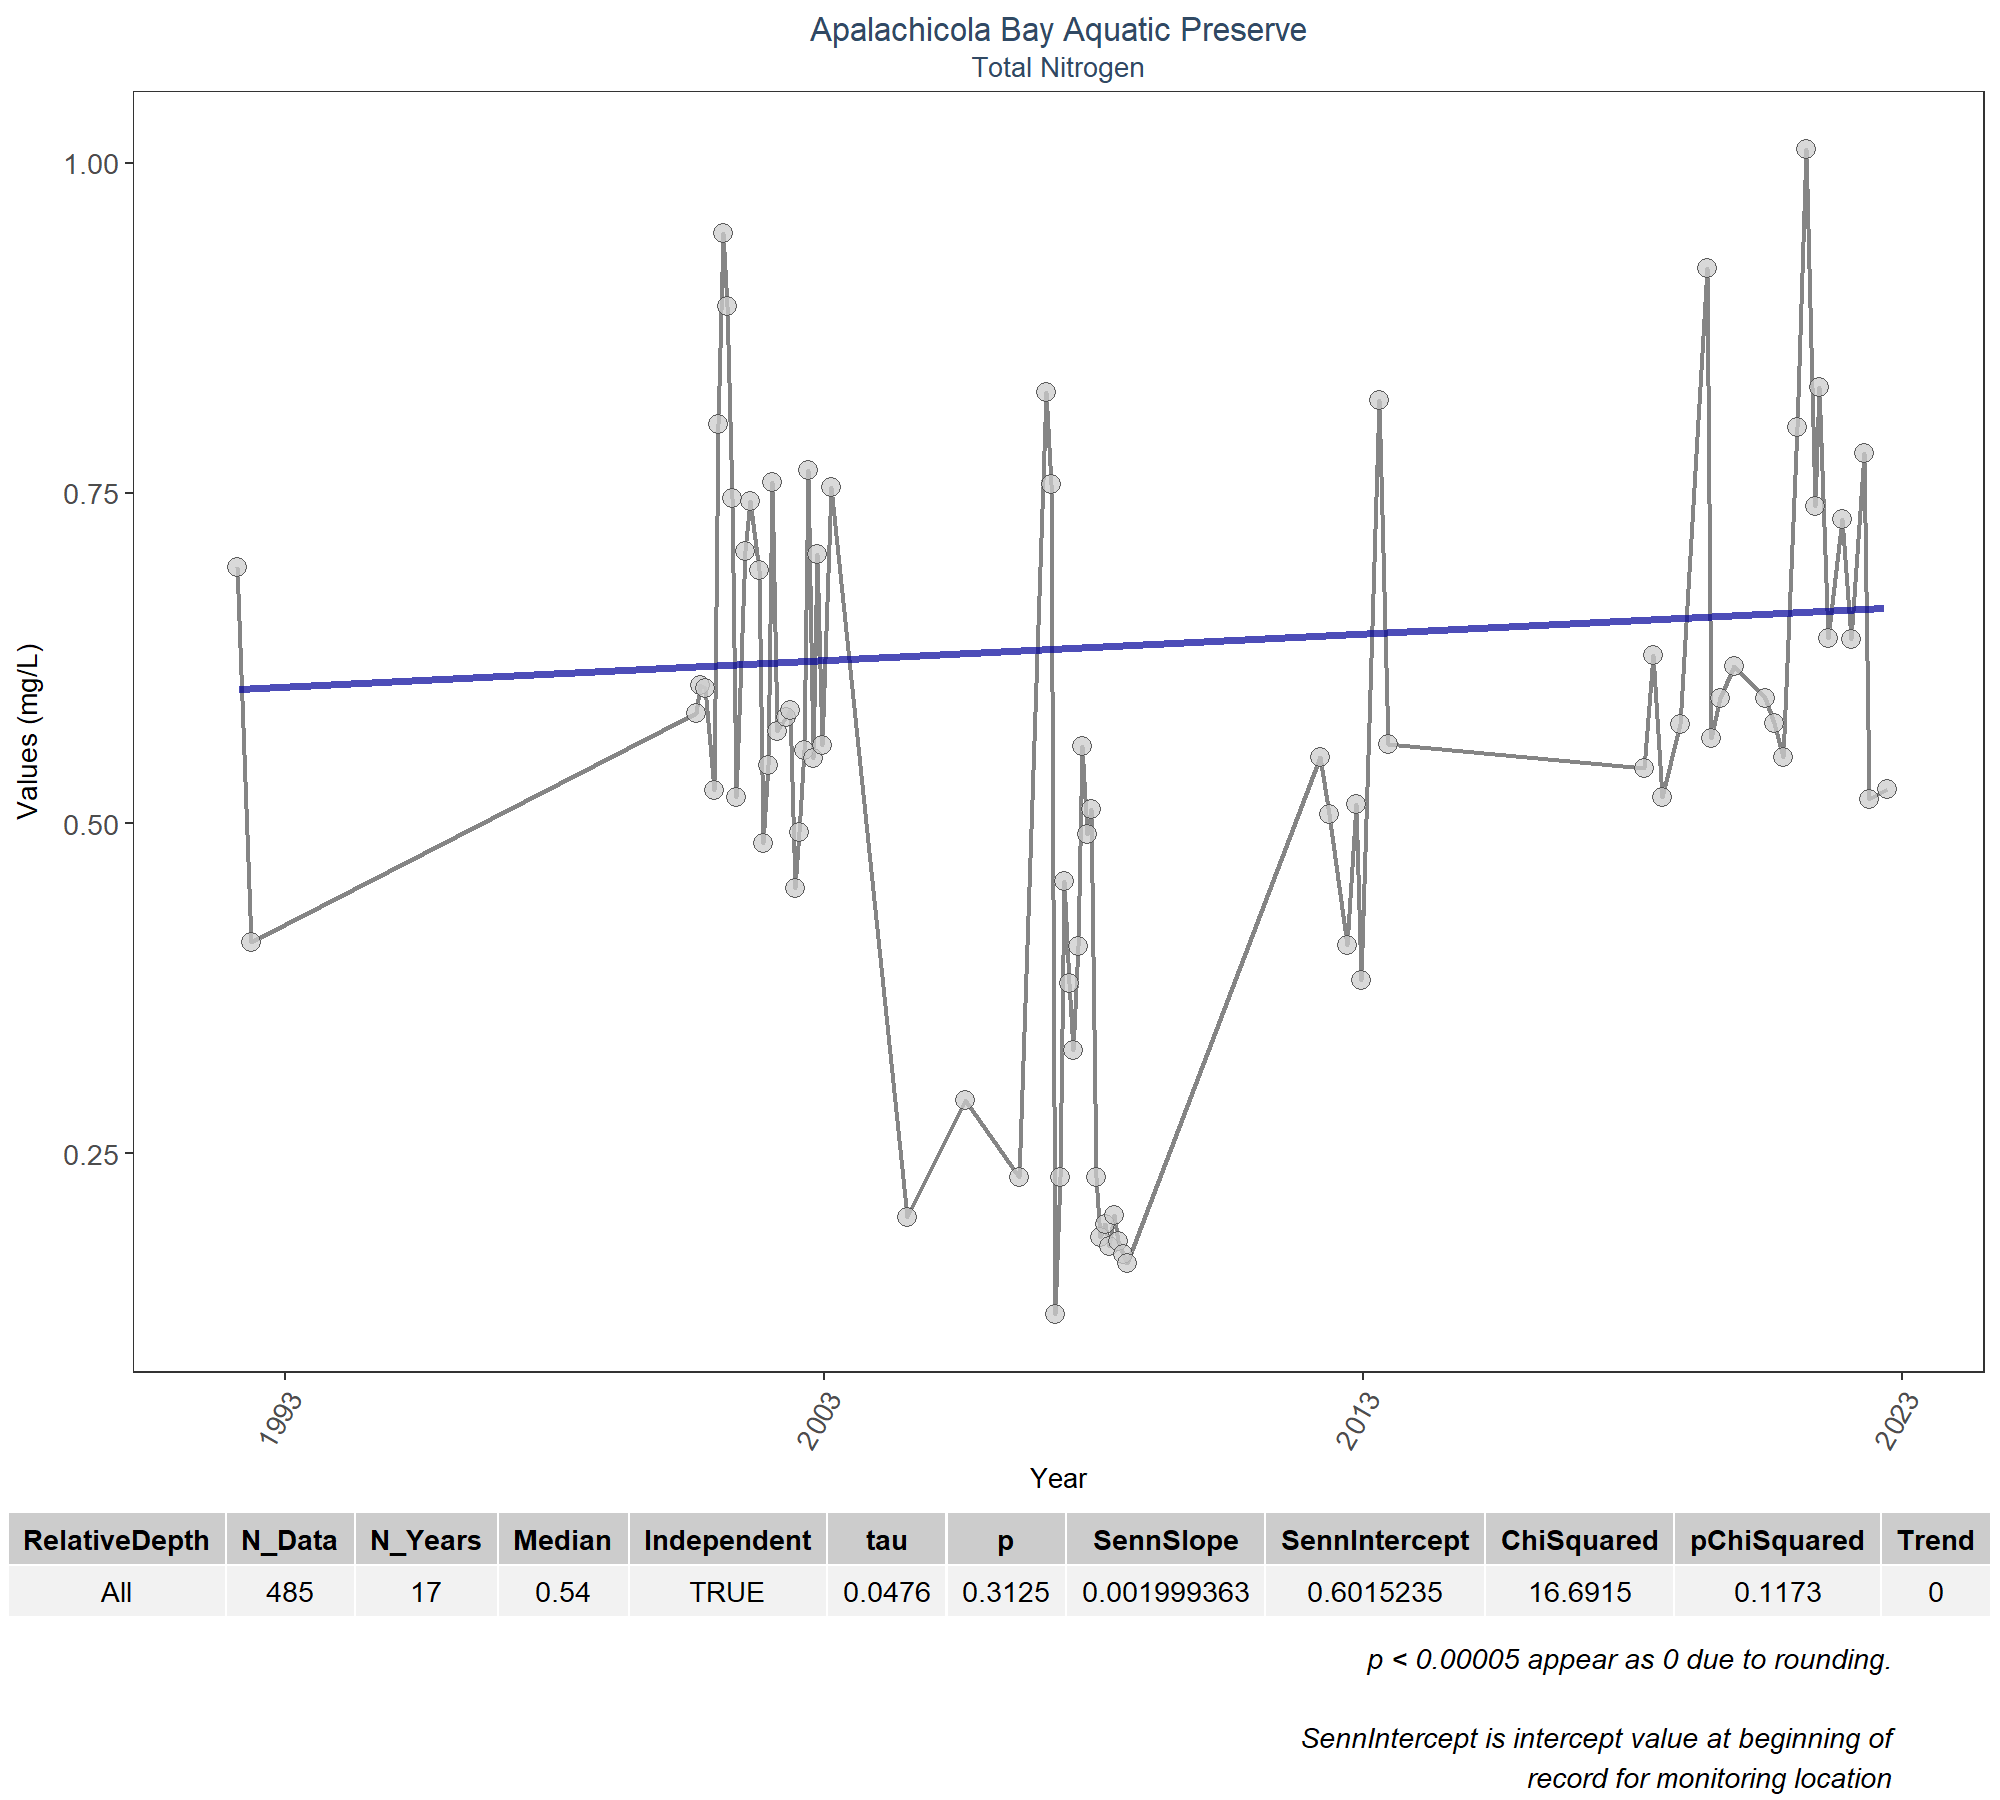 Apalachicola Bay Aquatic Preserve
Total Nitrogen
1.00
0.75
0.50
0.25
Values (mg/L)
1993
2003
2013
2023
Year
RelativeDepth N_Data N_Years Median Independent tau p SennSlope SennIntercept ChiSquared pChiSquared Trend
All 485 17 0.54 TRUE 0.0476 0.3125 0.001999363 0.6015235 16.6915 0.1173 0
p < 0.00005 appear as 0 due to rounding.
SennIntercept is intercept value at beginning of
record for monitoring location